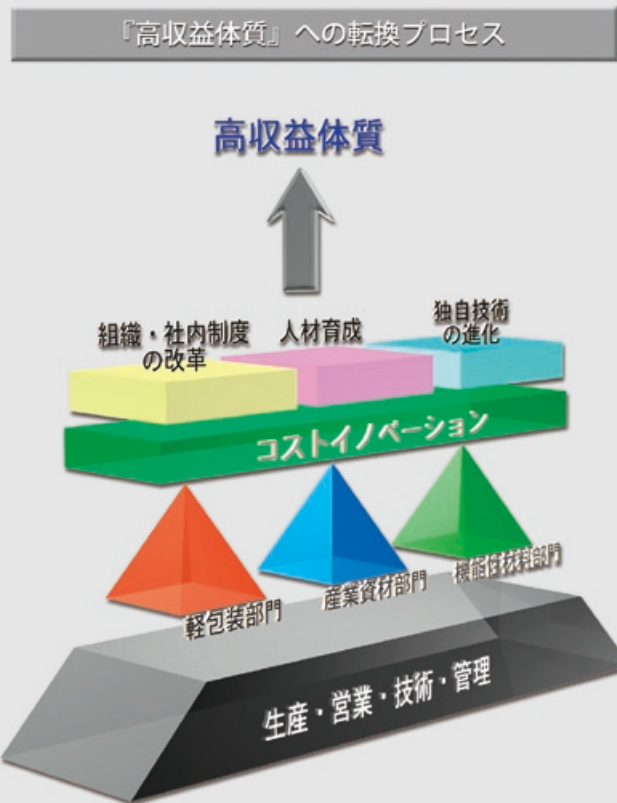 『高収益体質』への転換プロセス
高収益体質
組織・社内制度
の改革
人材育成
独自技術
の進化
コストイノベーション
軽包装部門
産業資材部門
機能性材料部門
生産・営業・技術・管理